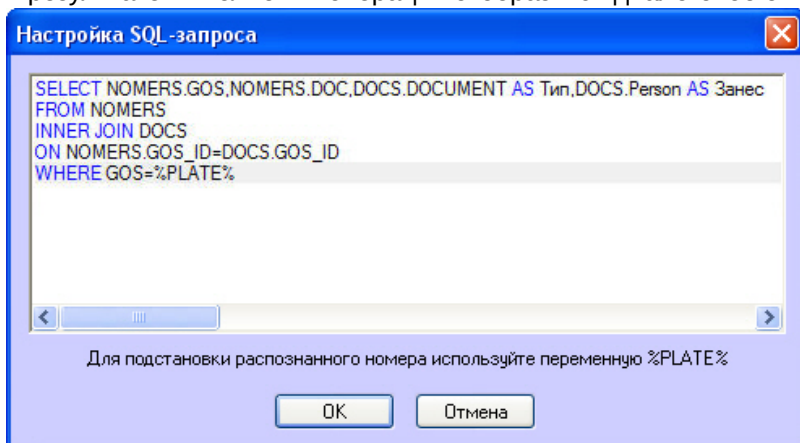 Настройка SQL-запроса
SELECT NOMERS.GOS,NOMERS.DOC,DOCS.DOCUMENT AS Тип,DOCS.Person AS Занес
FROM NOMERS
INNER JOIN DOCS
ON NOMERS.GOS_ID=DOCS.GOS_ID
WHERE GOS=%PLATE%
Для подстановки распознанного номера используйте переменную %PLATE%
OK
Отмена